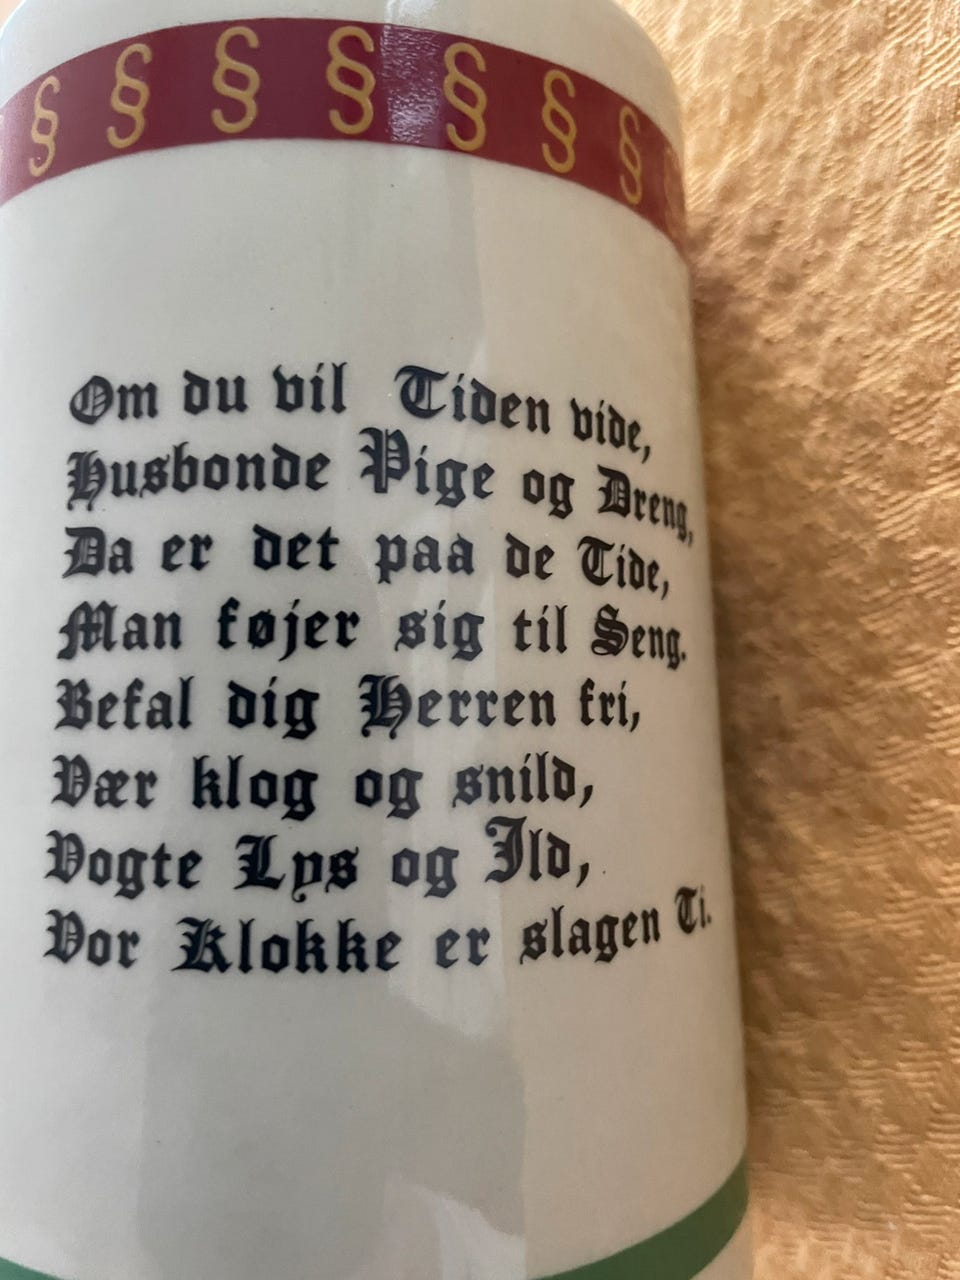 § § § § § § §
Om du vil Tiden vide,
Husbonde Pige og Dreng,
Da er det paa de Tide,
Man føjer sig til Seng.
Befal dig Herren fri,
Vær klog og snild,
Vogte Lys og Ild,
Vor Klokke er slagen Ti.